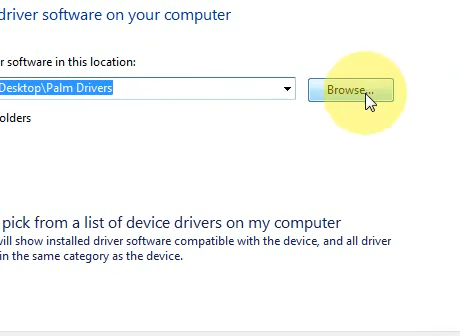 driver software on your computer
r software in this location:
Desktop\Palm Drivers
Browse...
olders
pick from a list of device drivers on my computer
will show installed driver software compatible with the device, and all driver
in the same category as the device.